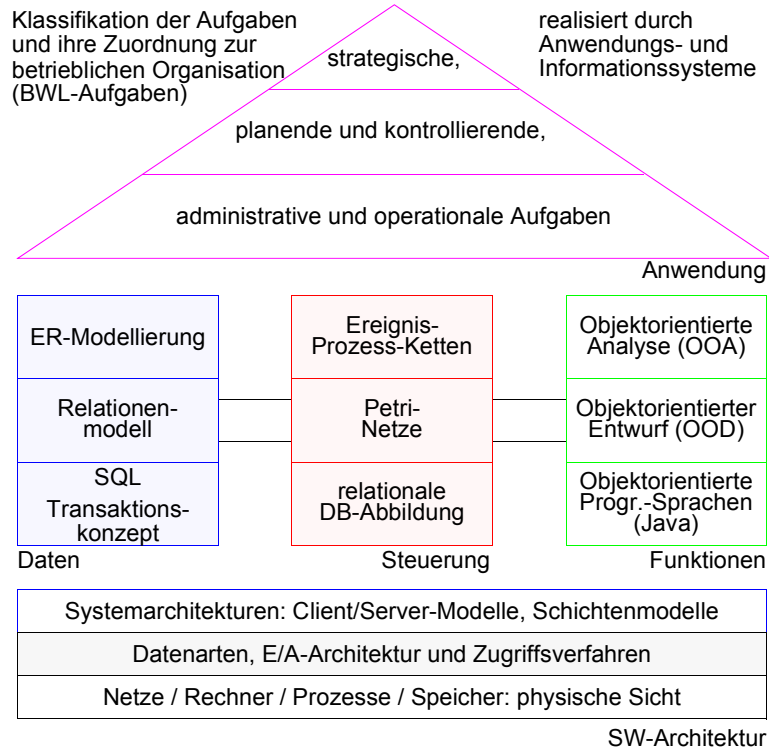 Klassifikation der Aufgaben
und ihre Zuordnung zur
betrieblichen Organisation
(BWL-Aufgaben)
realisiert durch
Anwendungs- und
Informationssysteme
strategische,
planende und kontrollierende,
administrative und operationale Aufgaben
Anwendung
ER-Modellierung
Relationen-
modell
SQL
Transaktions-
konzept
Daten
Ereignis-
Prozess-Ketten
Petri-
Netze
relationale
DB-Abbildung
Steuerung
Objektorientierte
Analyse (OOA)
Objektorientierter
Entwurf (OOD)
Objektorientierte
Progr.-Sprachen
(Java)
Funktionen
Systemarchitekturen: Client/Server-Modelle, Schichtenmodelle
Datenarten, E/A-Architektur und Zugriffsverfahren
Netze / Rechner / Prozesse / Speicher: physische Sicht
SW-Architektur